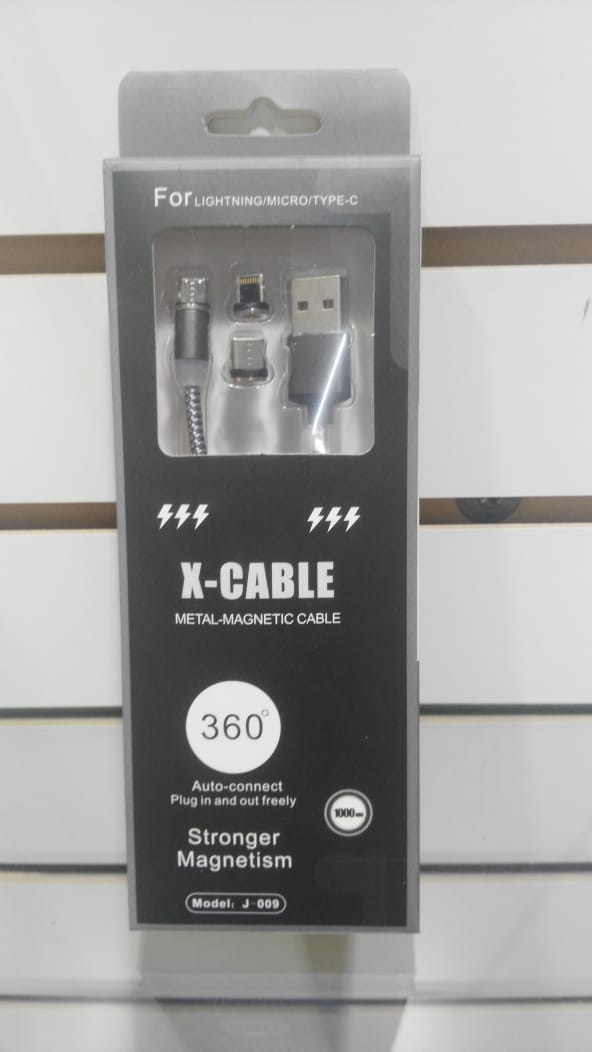 For LIGHTNING/MICRO/TYPE-C
X-CABLE
METAL-MAGNETIC CABLE
360°
Auto-connect
Plug in and out freely
1000mm
Stronger
Magnetism
Model: J-009